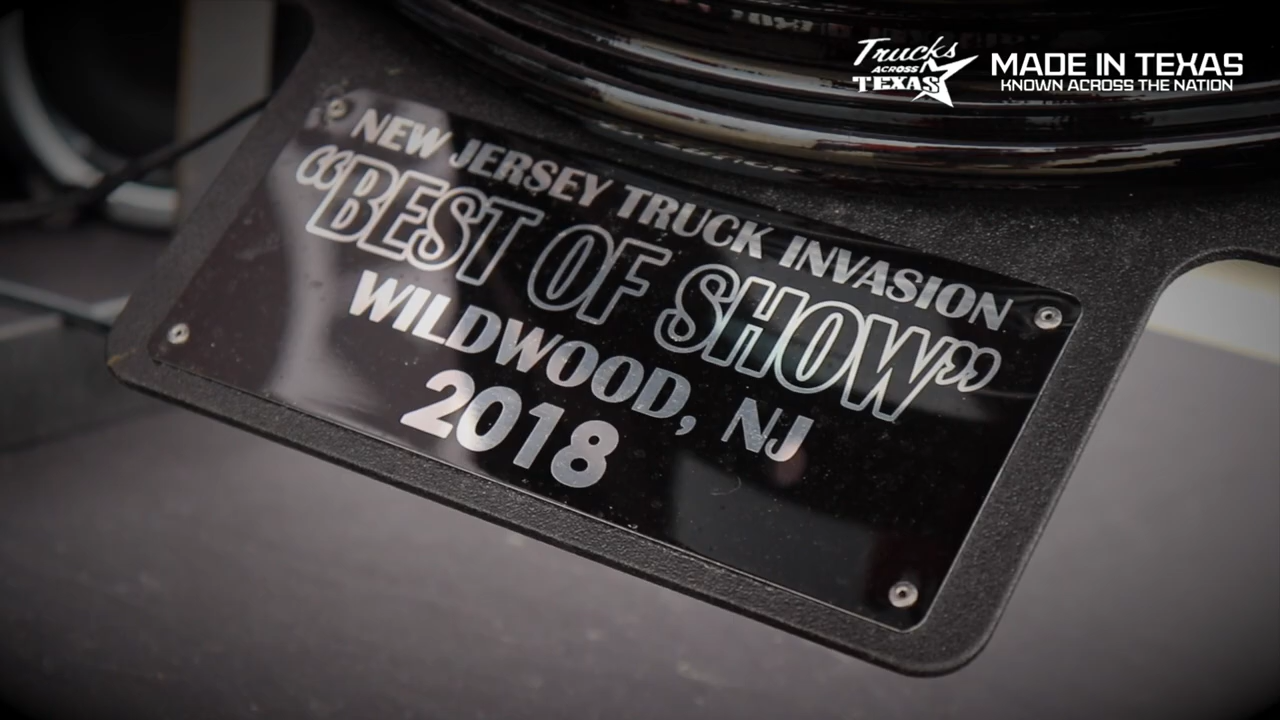 Trucks
ACROSS
TEXAS
MADE IN TEXAS
KNOWN ACROSS THE NATION
NEW JERSEY TRUCK INVASION
“BEST OF SHOW”
WILDWOOD, NJ
2018